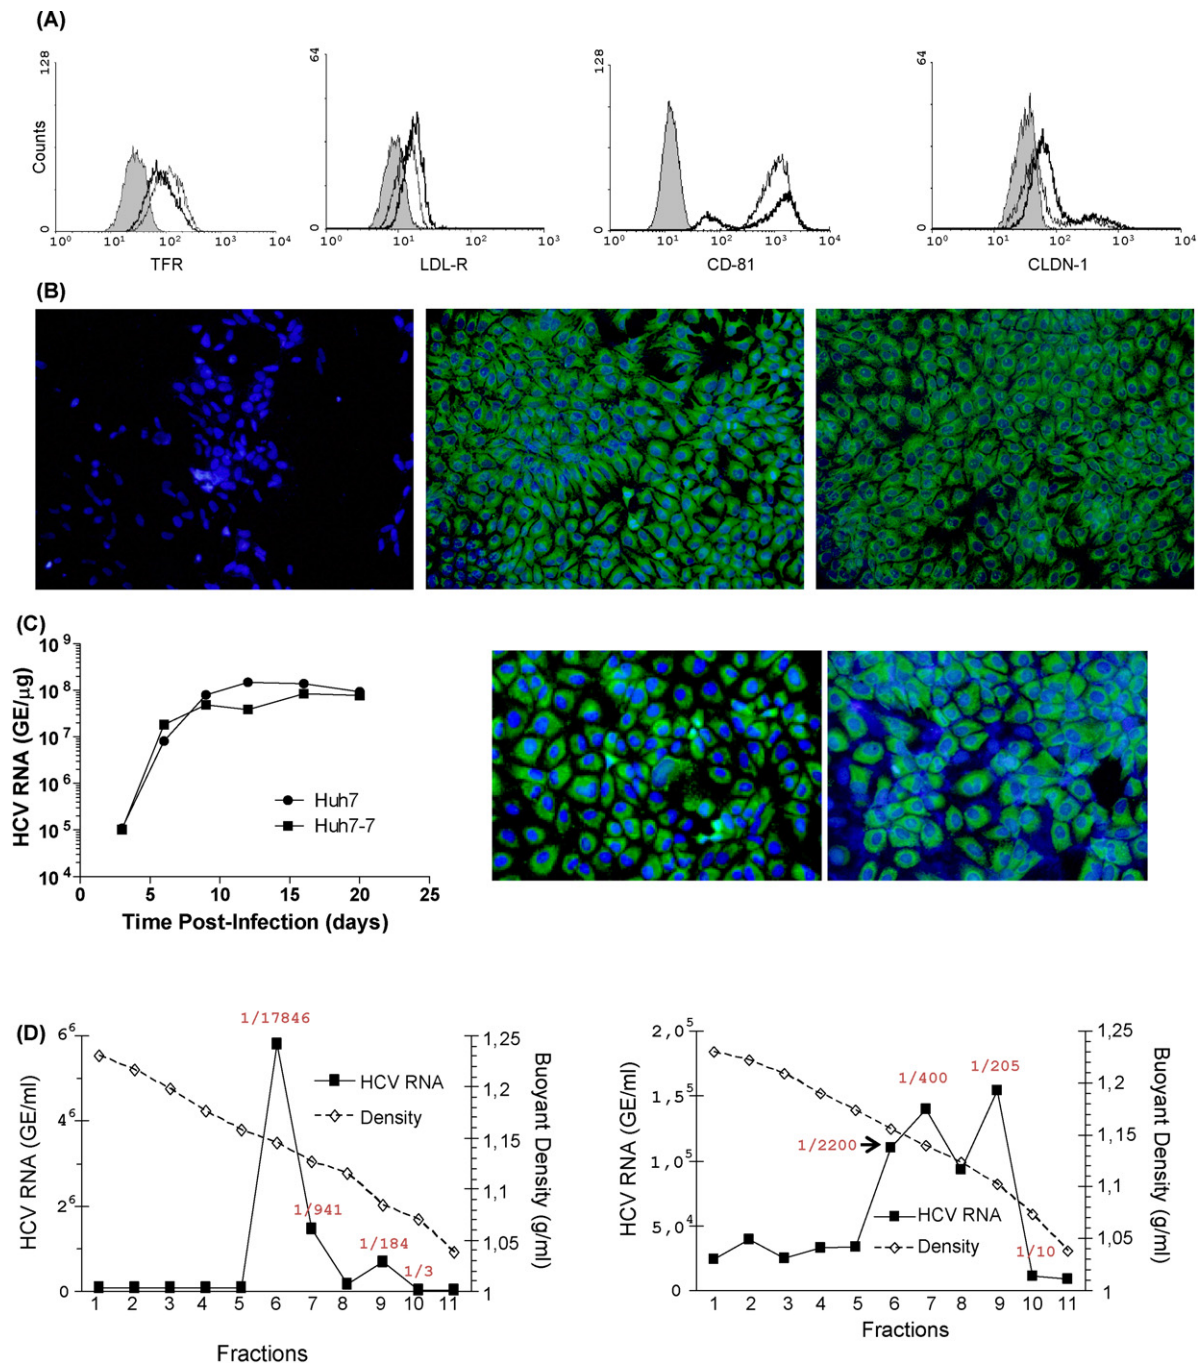 (A)
128
Counts
0
10⁰ 10¹ 10² 10³ 10⁴
TFR
64
0
10⁰ 10¹ 10² 10³
LDL-R
128
0
10⁰ 10¹ 10² 10³ 10⁴
CD-81
64
0
10⁰ 10¹ 10² 10³ 10⁴
CLDN-1
(B)
(C)
HCV RNA (GE/μg)
10⁹
10⁸
10⁷
10⁶
10⁵
10⁴
0 5 10 15 20 25
Time Post-Infection (days)
Huh7
Huh7-7
(D)
HCV RNA (GE/ml)
6⁶
4⁶
2⁶
0
1/17846
1/941
1/184
1/3
HCV RNA
Density
1,25
1,2
1,15
1,1
1,05
1
Buoyant Density (g/ml)
1 2 3 4 5 6 7 8 9 10 11
Fractions
HCV RNA (GE/ml)
2,0⁵
1,5⁵
1,0⁵
5,0⁴
0
1/400
1/205
1/2200
1/10
HCV RNA
Density
1,25
1,2
1,15
1,1
1,05
1
Buoyant Density (g/ml)
1 2 3 4 5 6 7 8 9 10 11
Fractions